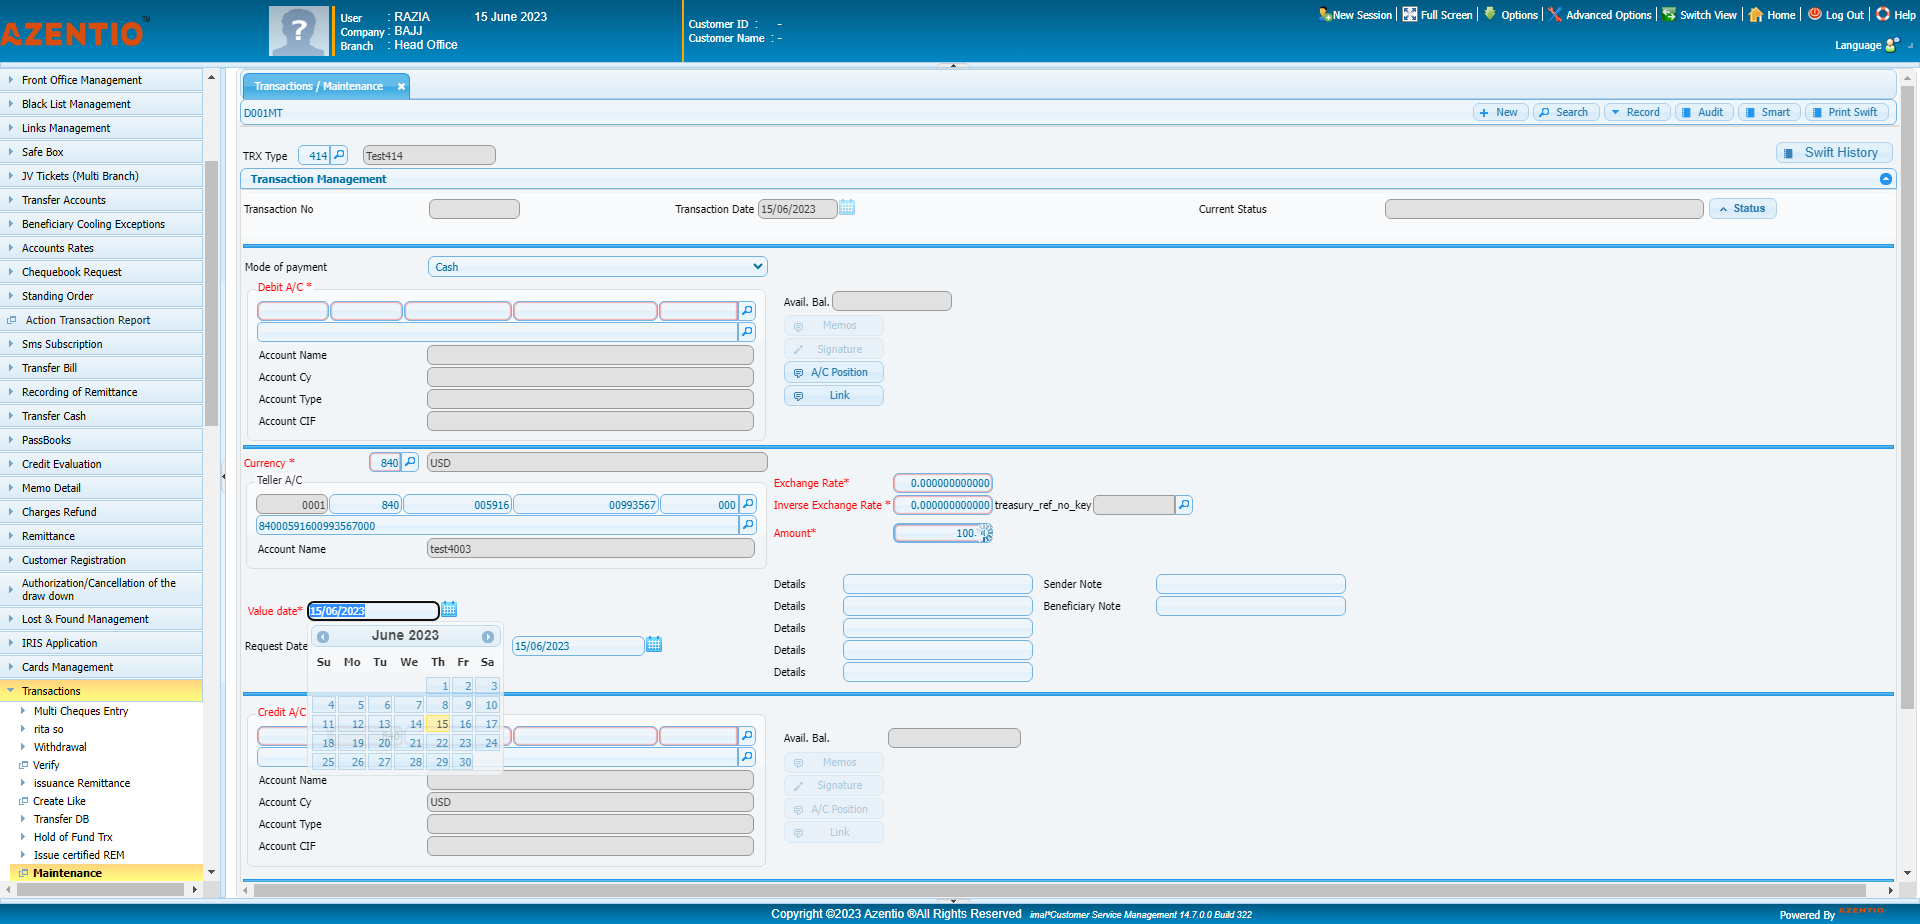 AZENTIO™
User : RAZIA 15 June 2023
Company : BAJJ
Branch : Head Office
Customer ID : -
Customer Name : -
New Session Full Screen Options Advanced Options Switch View Home Log Out Help
Language
Front Office Management
Black List Management
Links Management
Safe Box
JV Tickets (Multi Branch)
Transfer Accounts
Beneficiary Cooling Exceptions
Accounts Rates
Chequebook Request
Standing Order
Action Transaction Report
Sms Subscription
Transfer Bill
Recording of Remittance
Transfer Cash
PassBooks
Credit Evaluation
Memo Detail
Charges Refund
Remittance
Customer Registration
Authorization/Cancellation of the
draw down
Lost & Found Management
IRIS Application
Cards Management
Transactions
Multi Cheques Entry
rita so
Withdrawal
Verify
issuance Remittance
Create Like
Transfer DB
Hold of Fund Trx
Issue certified REM
Maintenance
Transactions / Maintenance
D001MT
New Search Record Audit Smart Print Swift
TRX Type 414 Test414
Swift History
Transaction Management
Transaction No Transaction Date 15/06/2023 Current Status Status
Mode of payment Cash
Debit A/C *
Avail. Bal.
Memos
Signature
A/C Position
Link
Account Name
Account Cy
Account Type
Account CIF
Currency * 840 USD
Teller A/C
0001 840 005916 00993567 000
84000591600993567000
Account Name test4003
Exchange Rate* 0.000000000000
Inverse Exchange Rate * 0.000000000000 treasury_ref_no_key
Amount* 100.
Details Sender Note
Details Beneficiary Note
Details
Details
Details
Value date* 15/06/2023
Request Date 15/06/2023
June 2023
Su Mo Tu We Th Fr Sa
1 2 3
4 5 6 7 8 9 10
11 12 13 14 15 16 17
18 19 20 21 22 23 24
25 26 27 28 29 30
Credit A/C
Avail. Bal.
Memos
Signature
A/C Position
Link
Account Name
Account Cy USD
Account Type
Account CIF
Copyright ©2023 Azentio ®All Rights Reserved imal*Customer Service Management 14.7.0.0 Build 322
Powered By AZENTIO